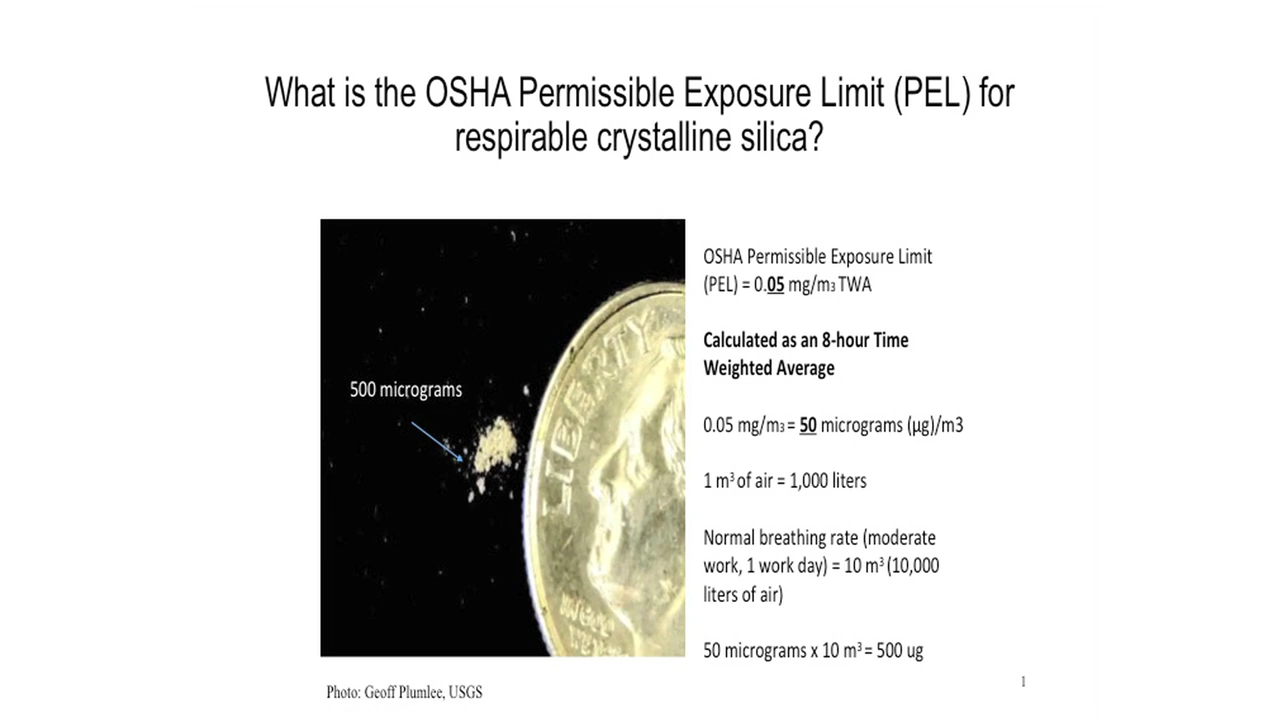 What is the OSHA Permissible Exposure Limit (PEL) for
respirable crystalline silica?
500 micrograms
LIBERTY
OSHA Permissible Exposure Limit
(PEL) = 0.05 mg/m3 TWA
Calculated as an 8-hour Time
Weighted Average
0.05 mg/m3 = 50 micrograms (µg)/m3
1 m³ of air = 1,000 liters
Normal breathing rate (moderate
work, 1 work day) = 10 m³ (10,000
liters of air)
50 micrograms x 10 m³ = 500 ug
Photo: Geoff Plumlee, USGS
1